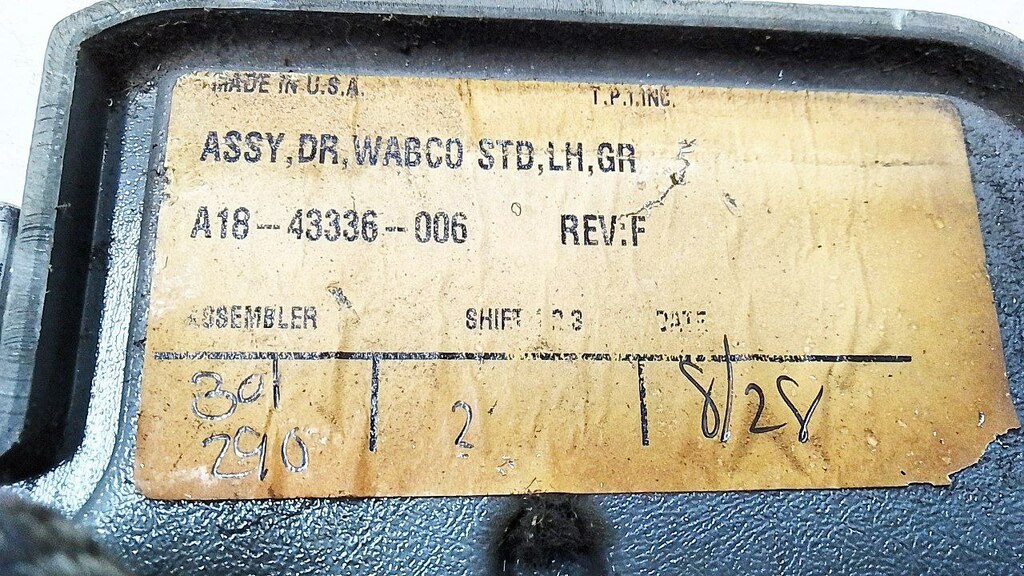 MADE IN U.S.A. T.P.I.INC.
ASSY,DR,WABCO STD,LH,GR 5
A18-43336-006 REV:F
ASSEMBLER SHIFT 1 2 3 DATE
301 2 8/28
290